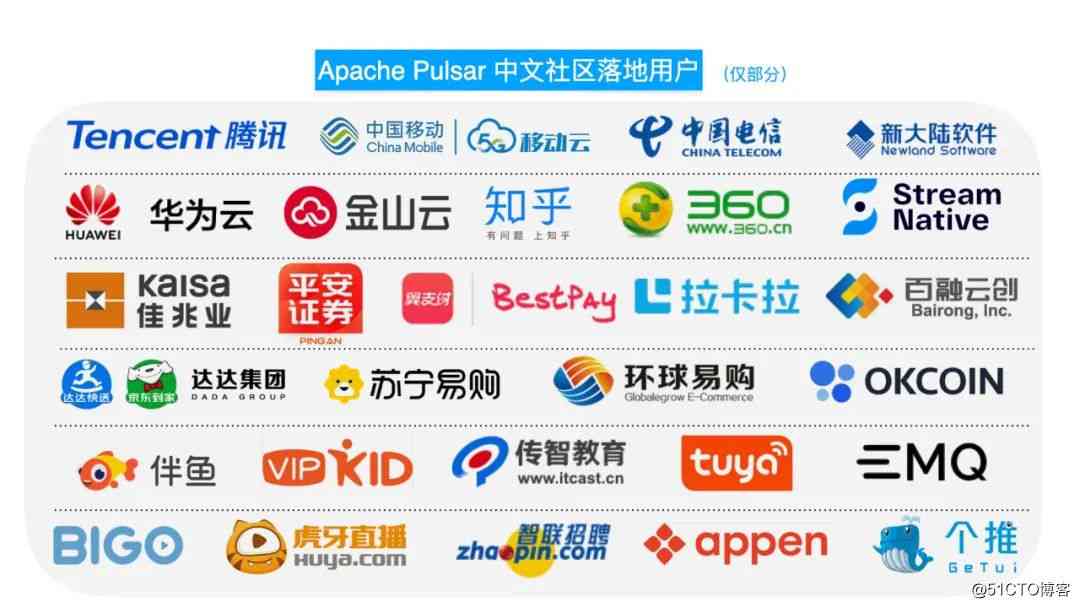 Apache Pulsar 中文社区落地用户 (仅部分)
Tencent 腾讯 中国移动 China Mobile 5G 移动云 中国电信 CHINA TELECOM 新大陆软件 Newland Software
HUAWEI 华为云 金山云 知乎 有问题 上知乎 360 www.360.cn Stream Native
Kaisa 佳兆业 平安证券 PINGAN 翼支付 BestPay 拉卡拉 百融云创 Bairong, Inc.
达达快送 京东到家 达达集团 DADA GROUP 苏宁易购 环球易购 Globalegrow E-Commerce OKCOIN
伴鱼 VIPKID 传智教育 www.itcast.cn tuya EMQ
BIGO 虎牙直播 HUYA.com 智联招聘 zhaopin.com appen 个推 GeTui
@51CTO博客